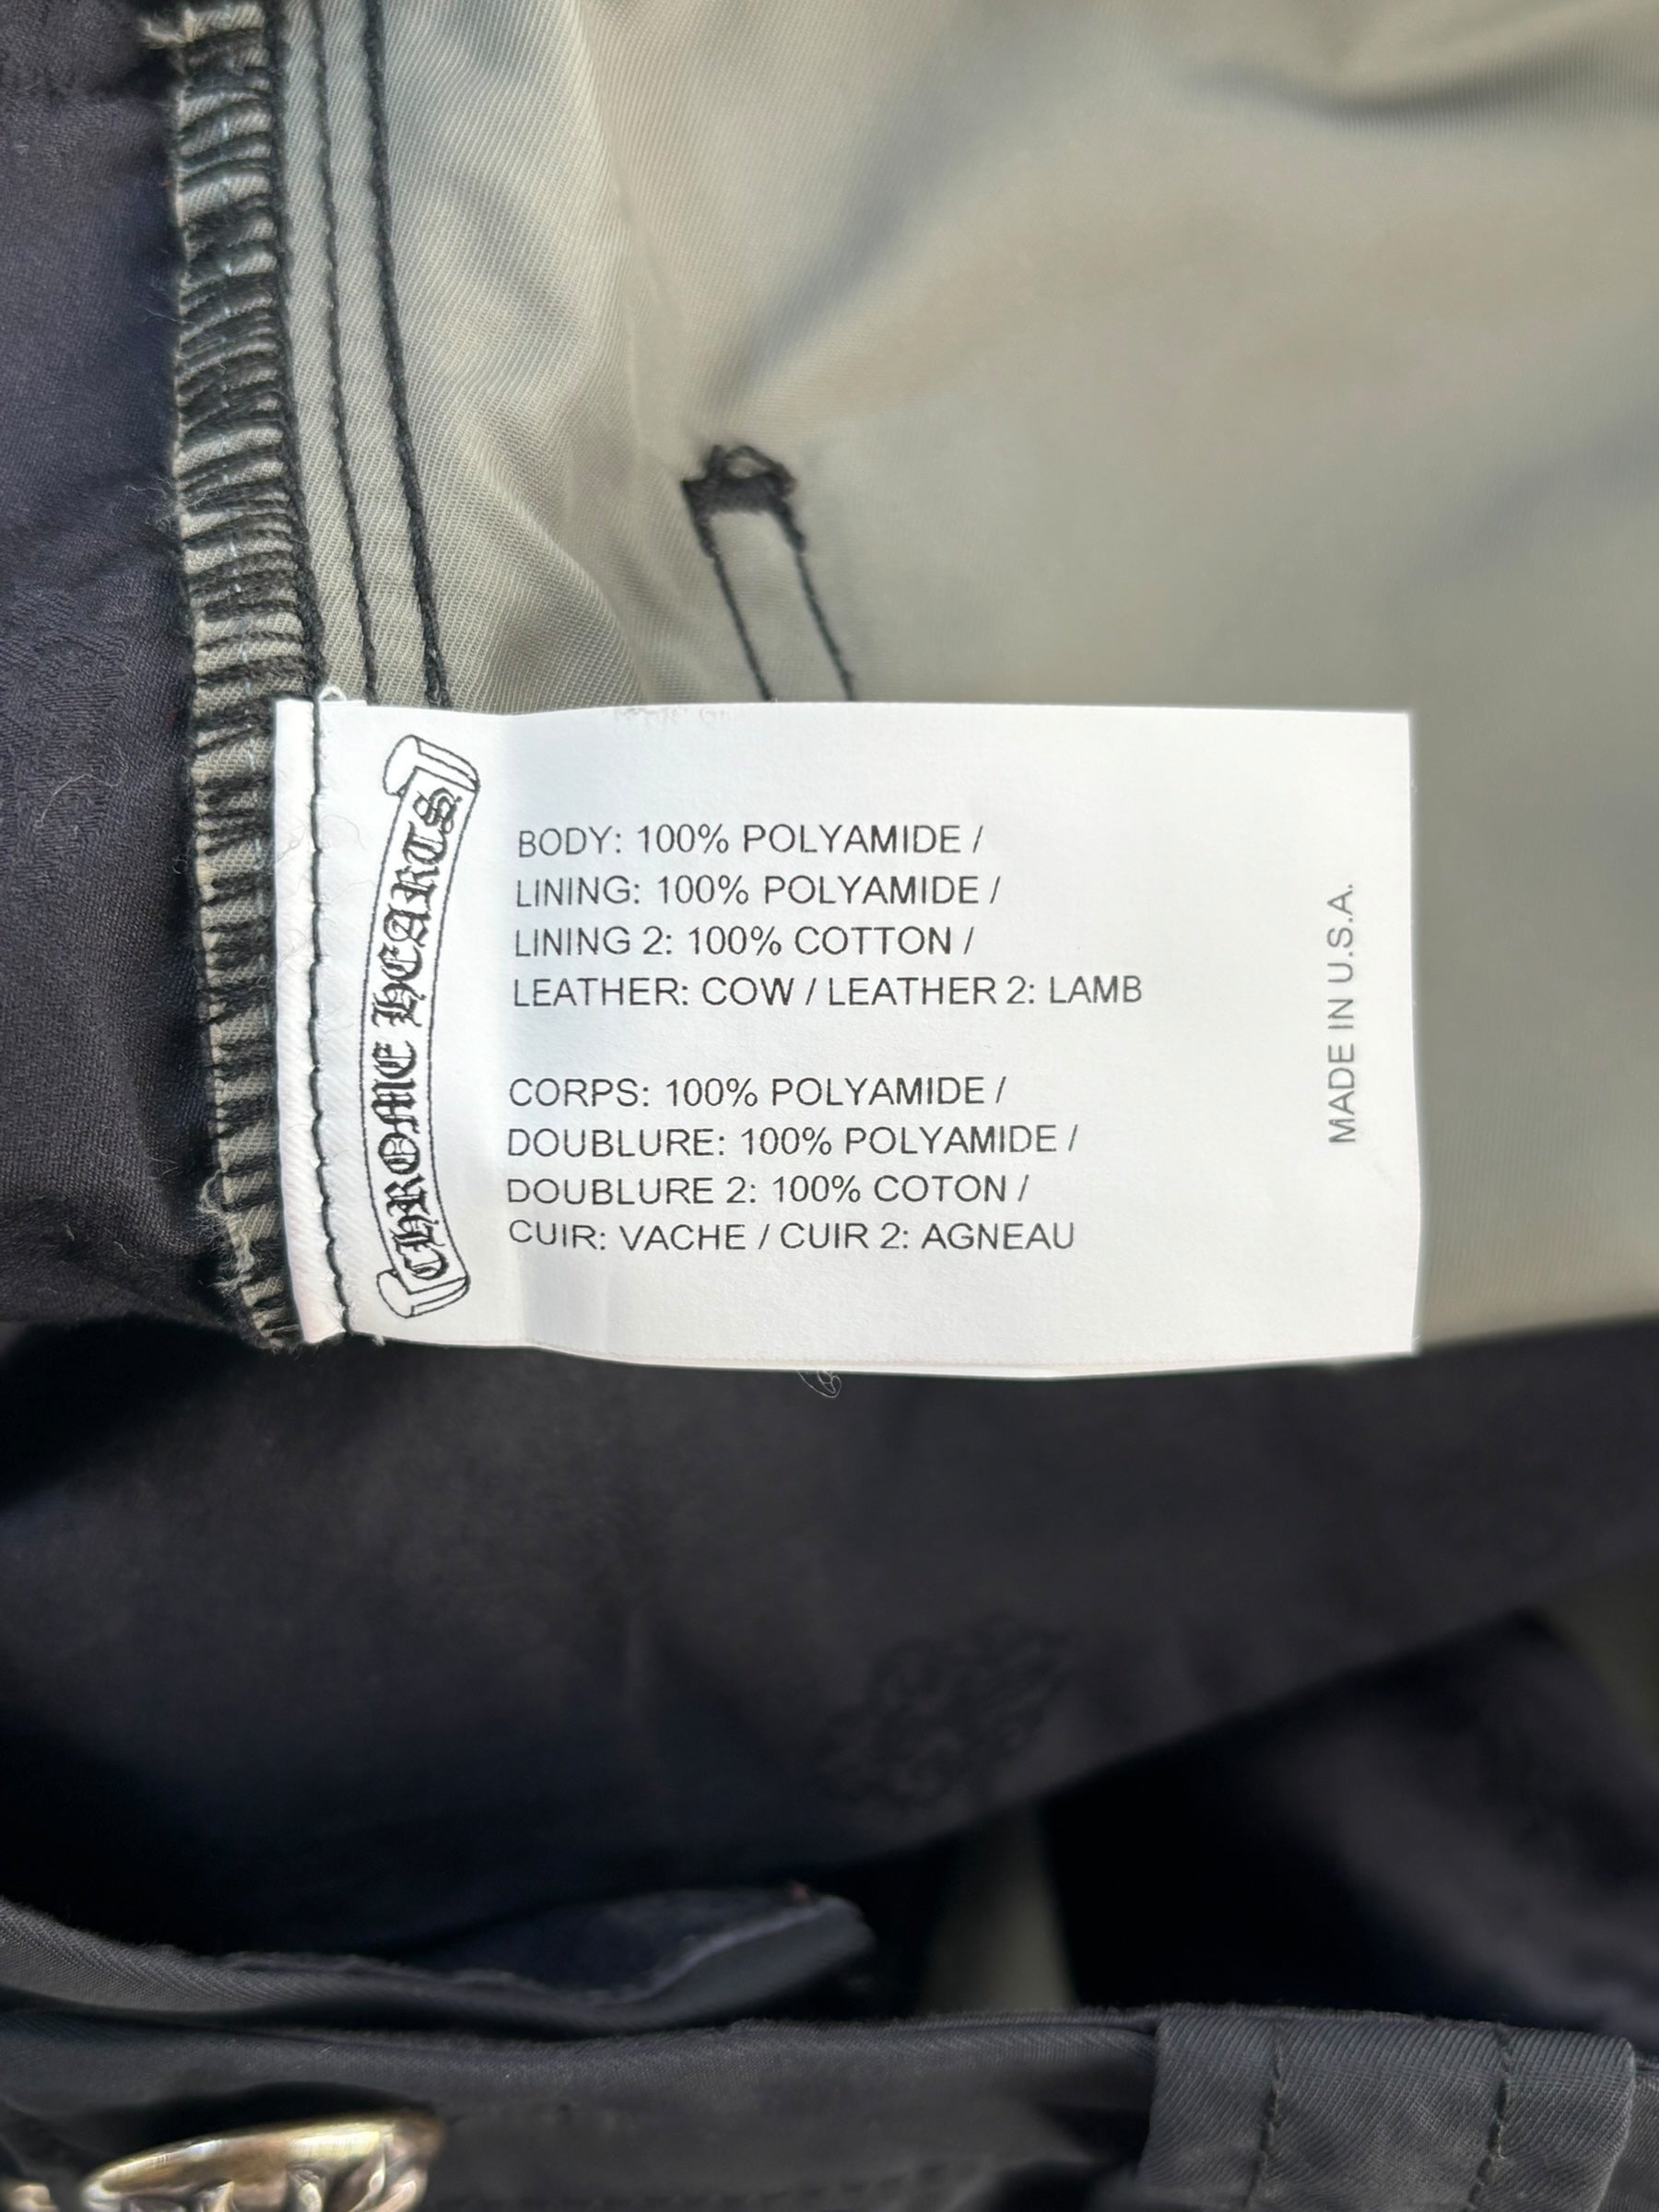 CHROME HEARTS
BODY: 100% POLYAMIDE /
LINING: 100% POLYAMIDE /
LINING 2: 100% COTTON /
LEATHER: COW / LEATHER 2: LAMB
CORPS: 100% POLYAMIDE /
DOUBLURE: 100% POLYAMIDE /
DOUBLURE 2: 100% COTON /
CUIR: VACHE / CUIR 2: AGNEAU
MADE IN U.S.A.